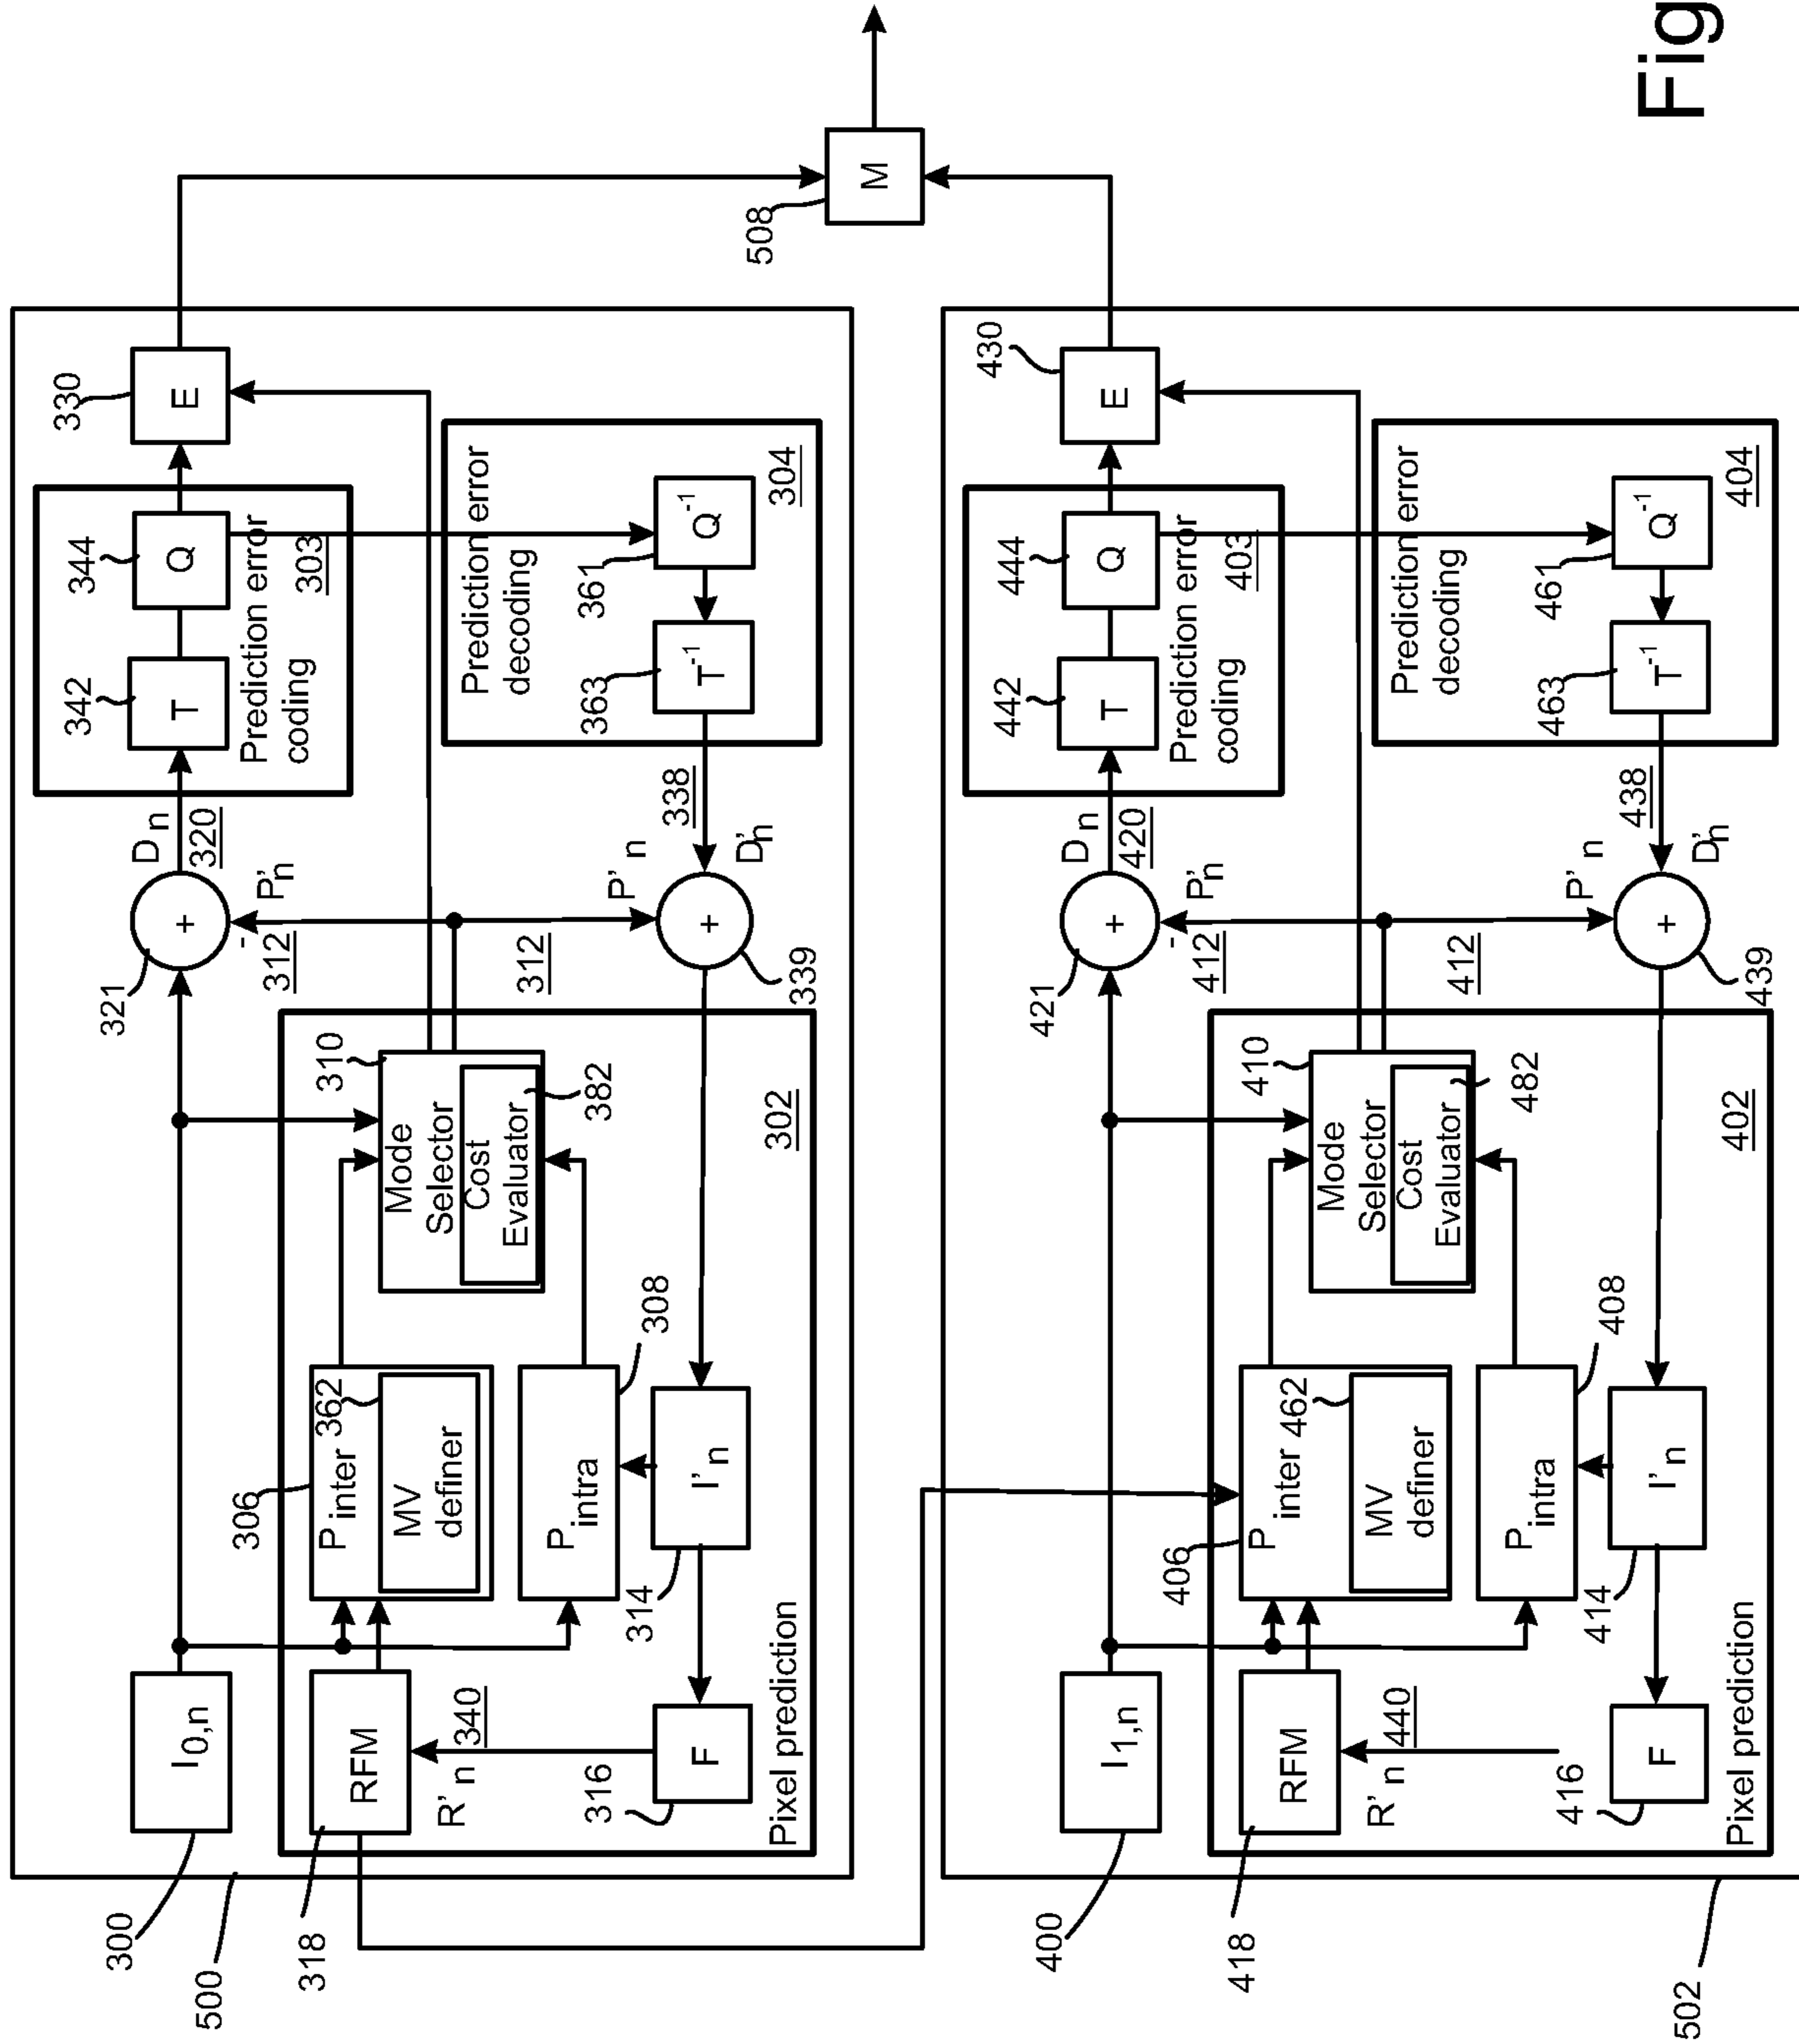 300
I0,n
500
321
+
-
Dn
320
P'n
312
342
T
344
Q
Prediction error
coding
303
330
E
318
RFM
R'n
340
306
Pinter
362
MV
definer
310
Mode
Selector
Cost
Evaluator
382
312
P'n
Prediction error
decoding
304
361
Q-1
363
T-1
338
D'n
+
339
308
Pintra
314
I'n
316
F
Pixel prediction
302
508
M
400
I1,n
421
+
-
Dn
420
P'n
412
442
T
444
Q
Prediction error
coding
403
430
E
418
RFM
R'n
440
406
Pinter
462
MV
definer
410
Mode
Selector
Cost
Evaluator
482
412
P'n
Prediction error
decoding
404
461
Q-1
463
T-1
438
D'n
+
439
408
Pintra
414
I'n
416
F
Pixel prediction
402
502
Fig